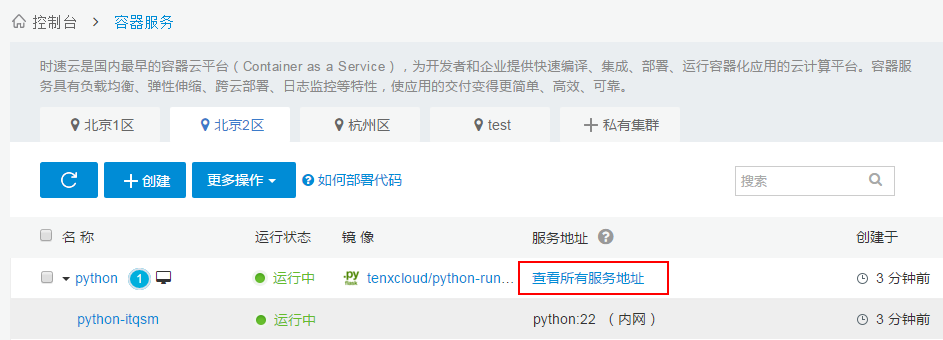 控制台 > 容器服务
时速云是国内最早的容器云平台（Container as a Service），为开发者和企业提供快速编译、集成、部署、运行容器化应用的云计算平台。容器服
务具有负载均衡、弹性伸缩、跨云部署、日志监控等特性，使应用的交付变得更简单、高效、可靠。
北京1区 北京2区 杭州区 test 私有集群
创建 更多操作 如何部署代码 搜索
名 称 运行状态 镜 像 服务地址 创建于
python 1 运行中 .py tenxcloud/python-run... 查看所有服务地址 3 分钟前
python-itqsm 运行中 python:22 （内网） 3 分钟前